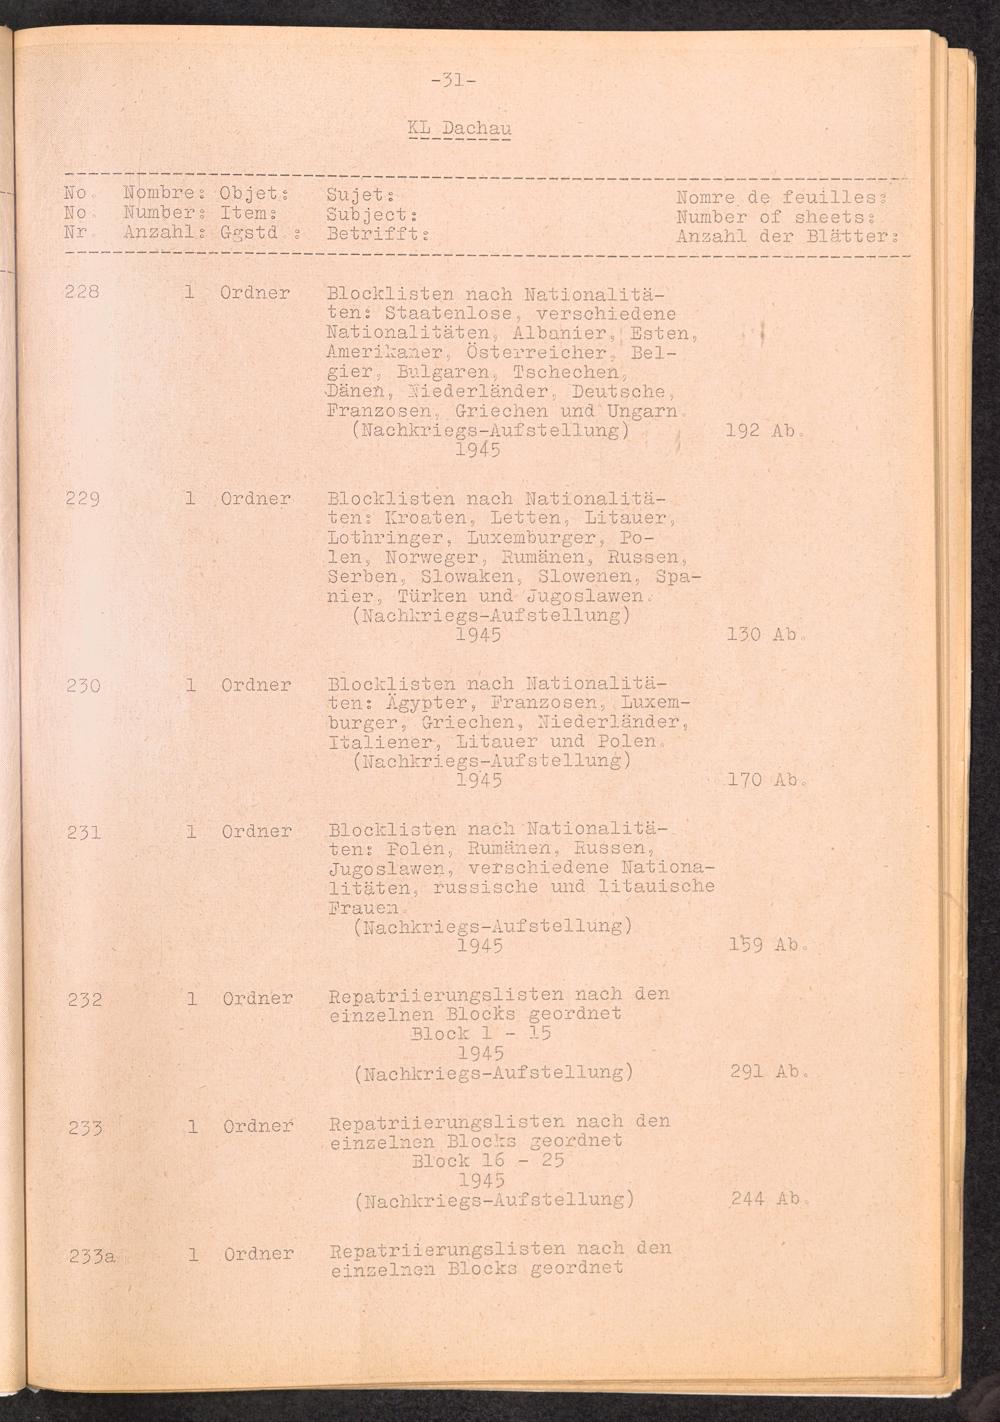 -31-
KL Dachau
No. Nombre: Objet: Sujet: Nomre de feuilles:
No. Number: Item: Subject: Number of sheets:
Nr. Anzahl: Ggstd.: Betrifft: Anzahl der Blätter:
228 1 Ordner Blocklisten nach Nationalitä-
ten: Staatenlose, verschiedene
Nationalitäten, Albanier, Esten,
Amerikaner, Österreicher, Bel-
gier, Bulgaren, Tschechen,
Dänen, Niederländer, Deutsche,
Franzosen, Griechen und Ungarn.
(Nachkriegs-Aufstellung) 192 Ab.
1945
229 1 Ordner Blocklisten nach Nationalitä-
ten: Kroaten, Letten, Litauer,
Lothringer, Luxemburger, Po-
len, Norweger, Rumänen, Russen,
Serben, Slowaken, Slowenen, Spa-
nier, Türken und Jugoslawen.
(Nachkriegs-Aufstellung)
1945 130 Ab.
230 1 Ordner Blocklisten nach Nationalitä-
ten: Ägypter, Franzosen, Luxem-
burger, Griechen, Niederländer,
Italiener, Litauer und Polen.
(Nachkriegs-Aufstellung)
1945 170 Ab.
231 1 Ordner Blocklisten nach Nationalitä-
ten: Polen, Rumänen, Russen,
Jugoslawen, verschiedene Nationa-
litäten, russische und litauische
Frauen.
(Nachkriegs-Aufstellung)
1945 159 Ab.
232 1 Ordner Repatriierungslisten nach den
einzelnen Blocks geordnet
Block 1 - 15
1945
(Nachkriegs-Aufstellung) 291 Ab.
233 1 Ordner Repatriierungslisten nach den
einzelnen Blocks geordnet
Block 16 - 25
1945
(Nachkriegs-Aufstellung) 244 Ab.
233a 1 Ordner Repatriierungslisten nach den
einzelnen Blocks geordnet